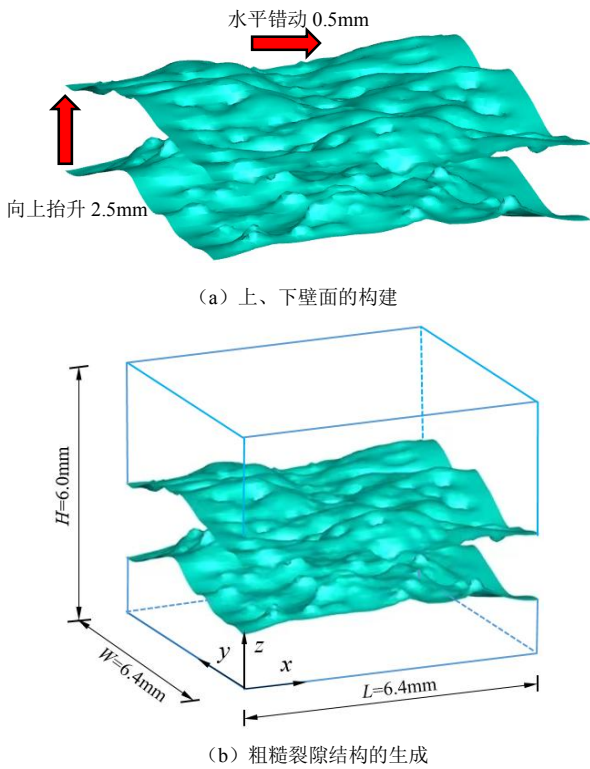 水平错动 0.5mm
向上抬升 2.5mm
（a）上、下壁面的构建
H=6.0mm
W=6.4mm
y
z
x
L=6.4mm
（b）粗糙裂隙结构的生成